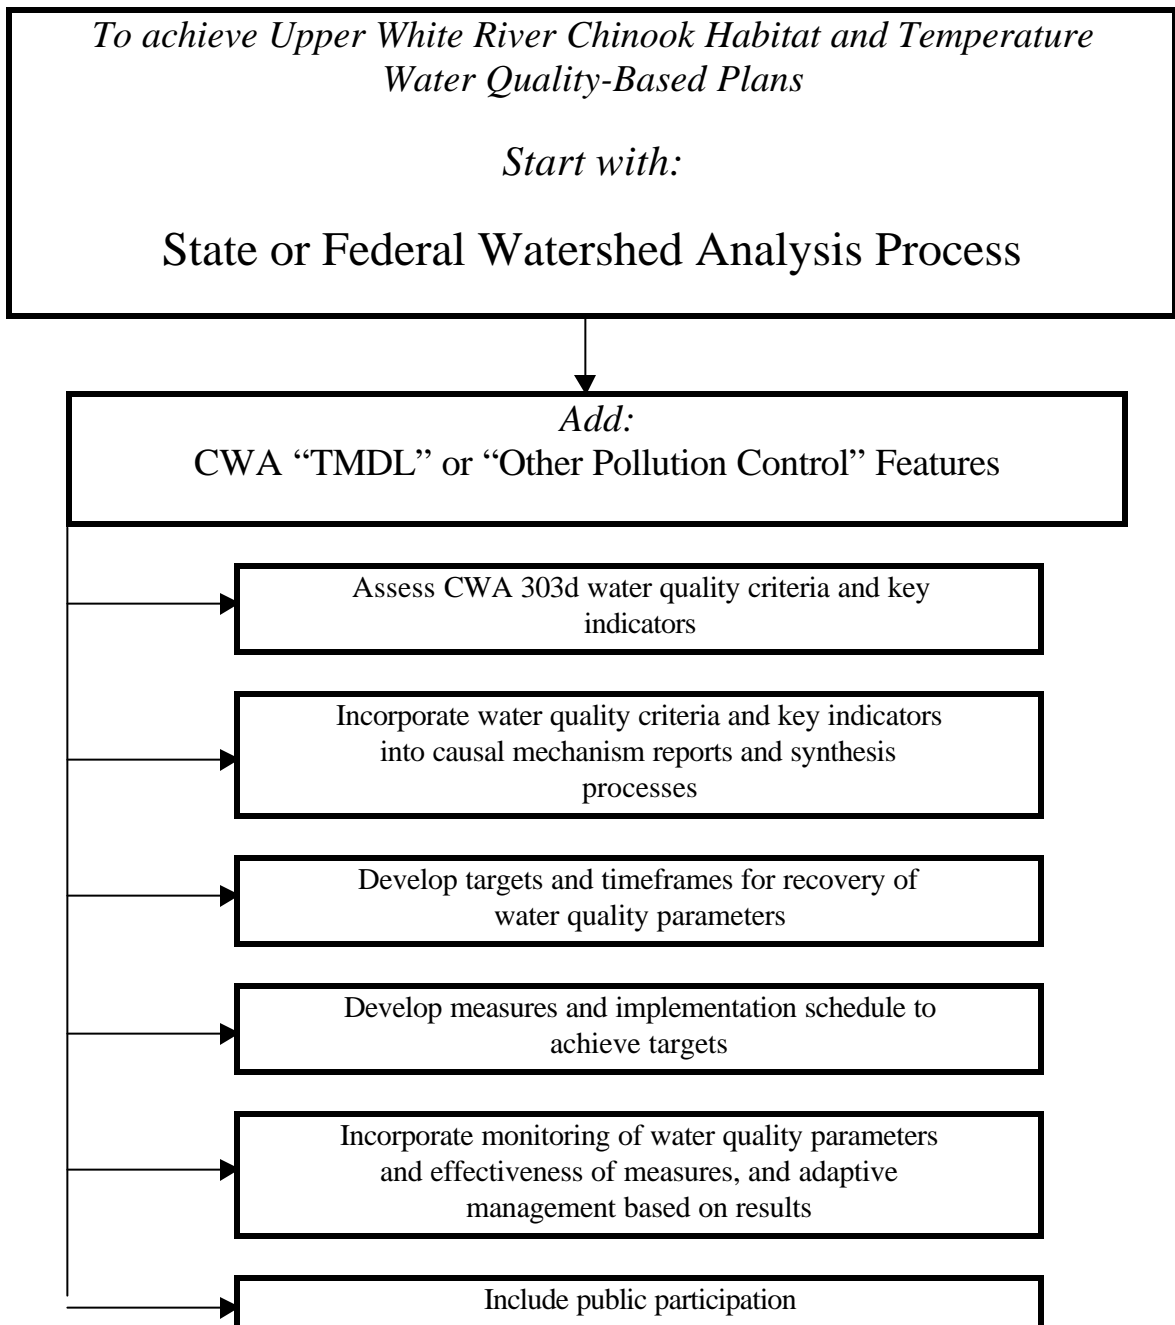 To achieve Upper White River Chinook Habitat and Temperature
Water Quality-Based Plans
Start with:
State or Federal Watershed Analysis Process
Add:
CWA “TMDL” or “Other Pollution Control” Features
Assess CWA 303d water quality criteria and key
indicators
Incorporate water quality criteria and key indicators
into causal mechanism reports and synthesis
processes
Develop targets and timeframes for recovery of
water quality parameters
Develop measures and implementation schedule to
achieve targets
Incorporate monitoring of water quality parameters
and effectiveness of measures, and adaptive
management based on results
Include public participation